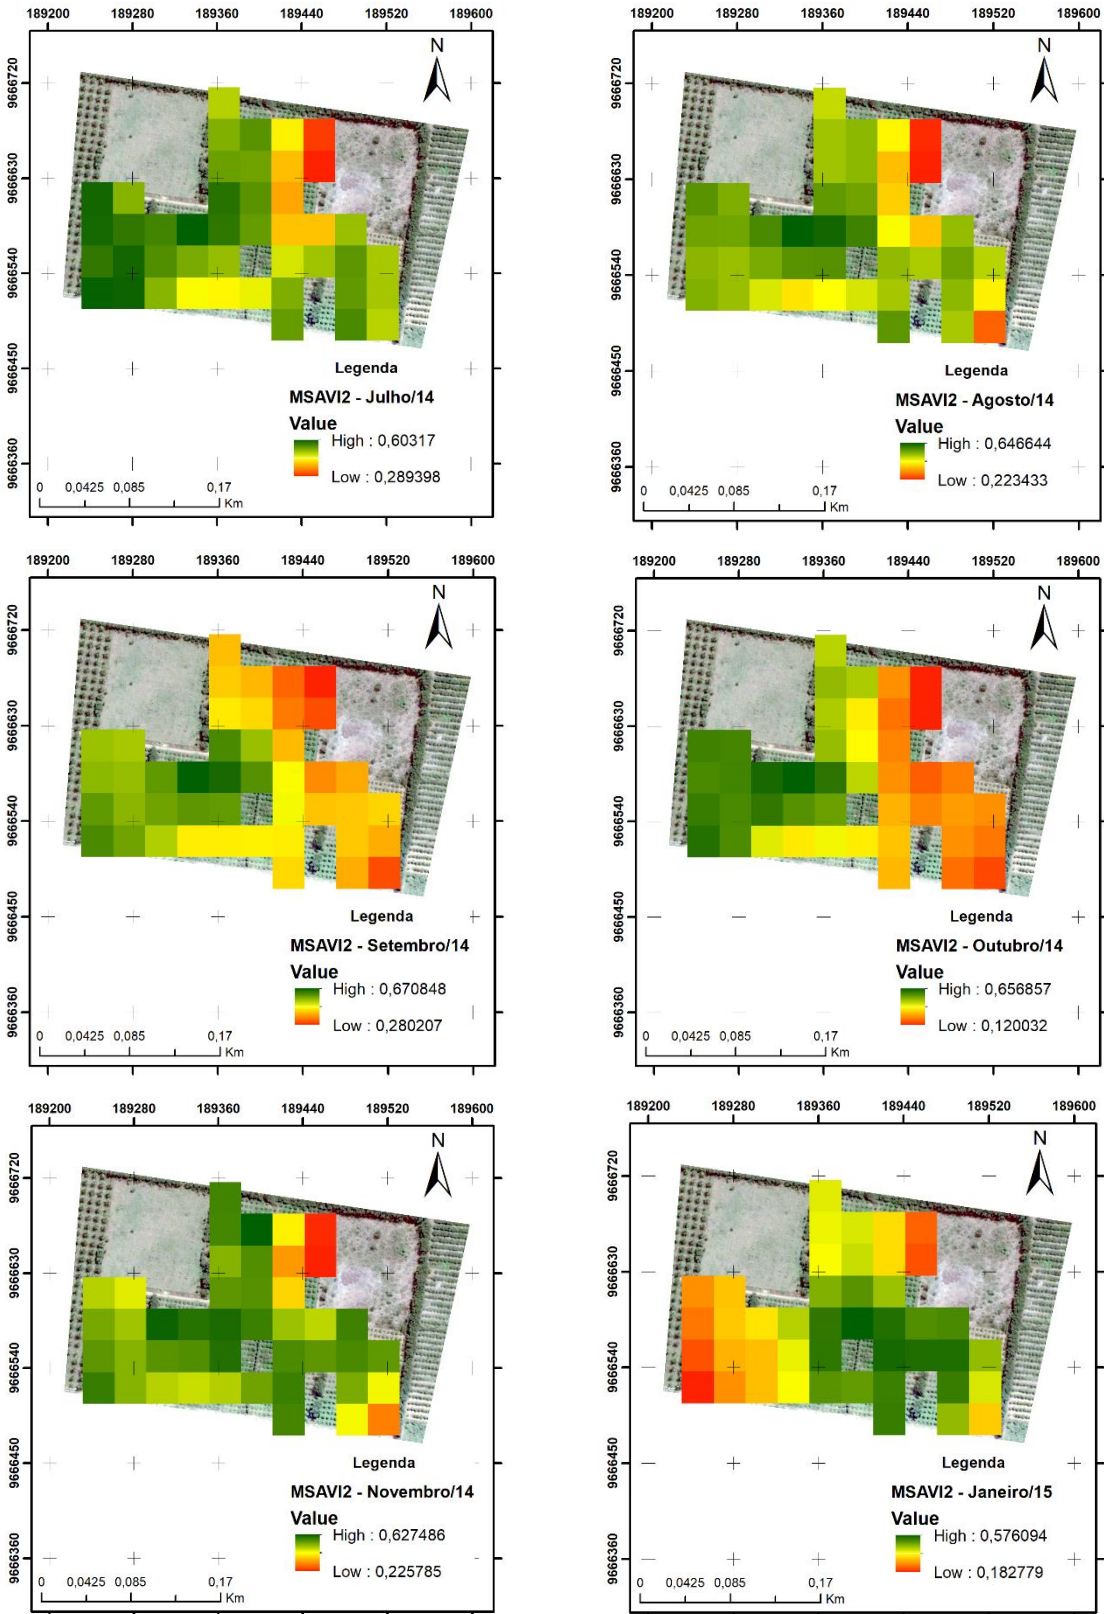 189200 189280 189360 189440 189520 189600
N
9666720
9666630
9666540
9666450
9666360
Legenda
MSAVI2 - Julho/14
Value
High : 0,60317
Low : 0,289398
0 0,0425 0,085 0,17
Km
189200 189280 189360 189440 189520 189600
N
9666720
9666630
9666540
9666450
9666360
Legenda
MSAVI2 - Agosto/14
Value
High : 0,646644
Low : 0,223433
0 0,0425 0,085 0,17
Km
189200 189280 189360 189440 189520 189600
N
9666720
9666630
9666540
9666450
9666360
Legenda
MSAVI2 - Setembro/14
Value
High : 0,670848
Low : 0,280207
0 0,0425 0,085 0,17
Km
189200 189280 189360 189440 189520 189600
N
9666720
9666630
9666540
9666450
9666360
Legenda
MSAVI2 - Outubro/14
Value
High : 0,656857
Low : 0,120032
0 0,0425 0,085 0,17
Km
189200 189280 189360 189440 189520 189600
N
9666720
9666630
9666540
9666450
9666360
Legenda
MSAVI2 - Novembro/14
Value
High : 0,627486
Low : 0,225785
0 0,0425 0,085 0,17
Km
189200 189280 189360 189440 189520 189600
N
9666720
9666630
9666540
9666450
9666360
Legenda
MSAVI2 - Janeiro/15
Value
High : 0,576094
Low : 0,182779
0 0,0425 0,085 0,17
Km